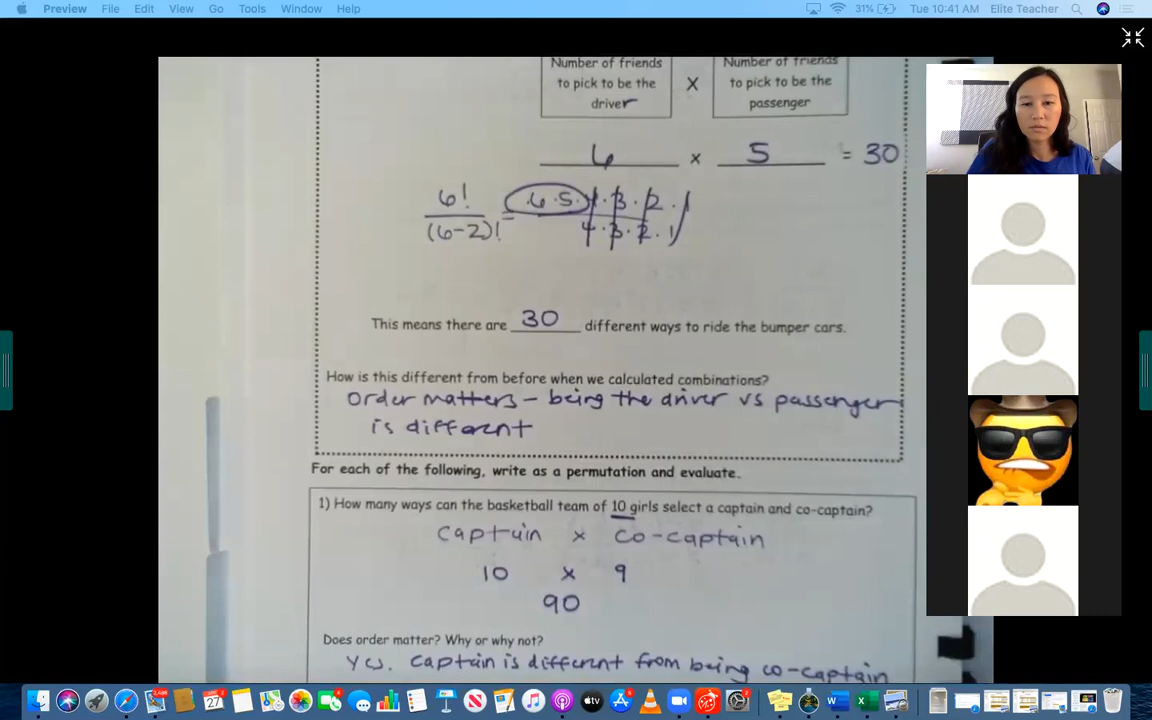 Preview File Edit View Go Tools Window Help 31% Tue 10:41 AM Elite Teacher
Number of friends to pick to be the driver X Number of friends to pick to be the passenger
6 x 5 = 30
6! / (6-2)! = 6·5·4·3·2·1 / 4·3·2·1
This means there are 30 different ways to ride the bumper cars.
How is this different from before when we calculated combinations?
Order matters - being the driver vs passenger
is different
For each of the following, write as a permutation and evaluate.
1) How many ways can the basketball team of 10 girls select a captain and co-captain?
captain x co-captain
10 x 9
90
Does order matter? Why or why not?
Yes. Captain is different from being co-captain
27
tv